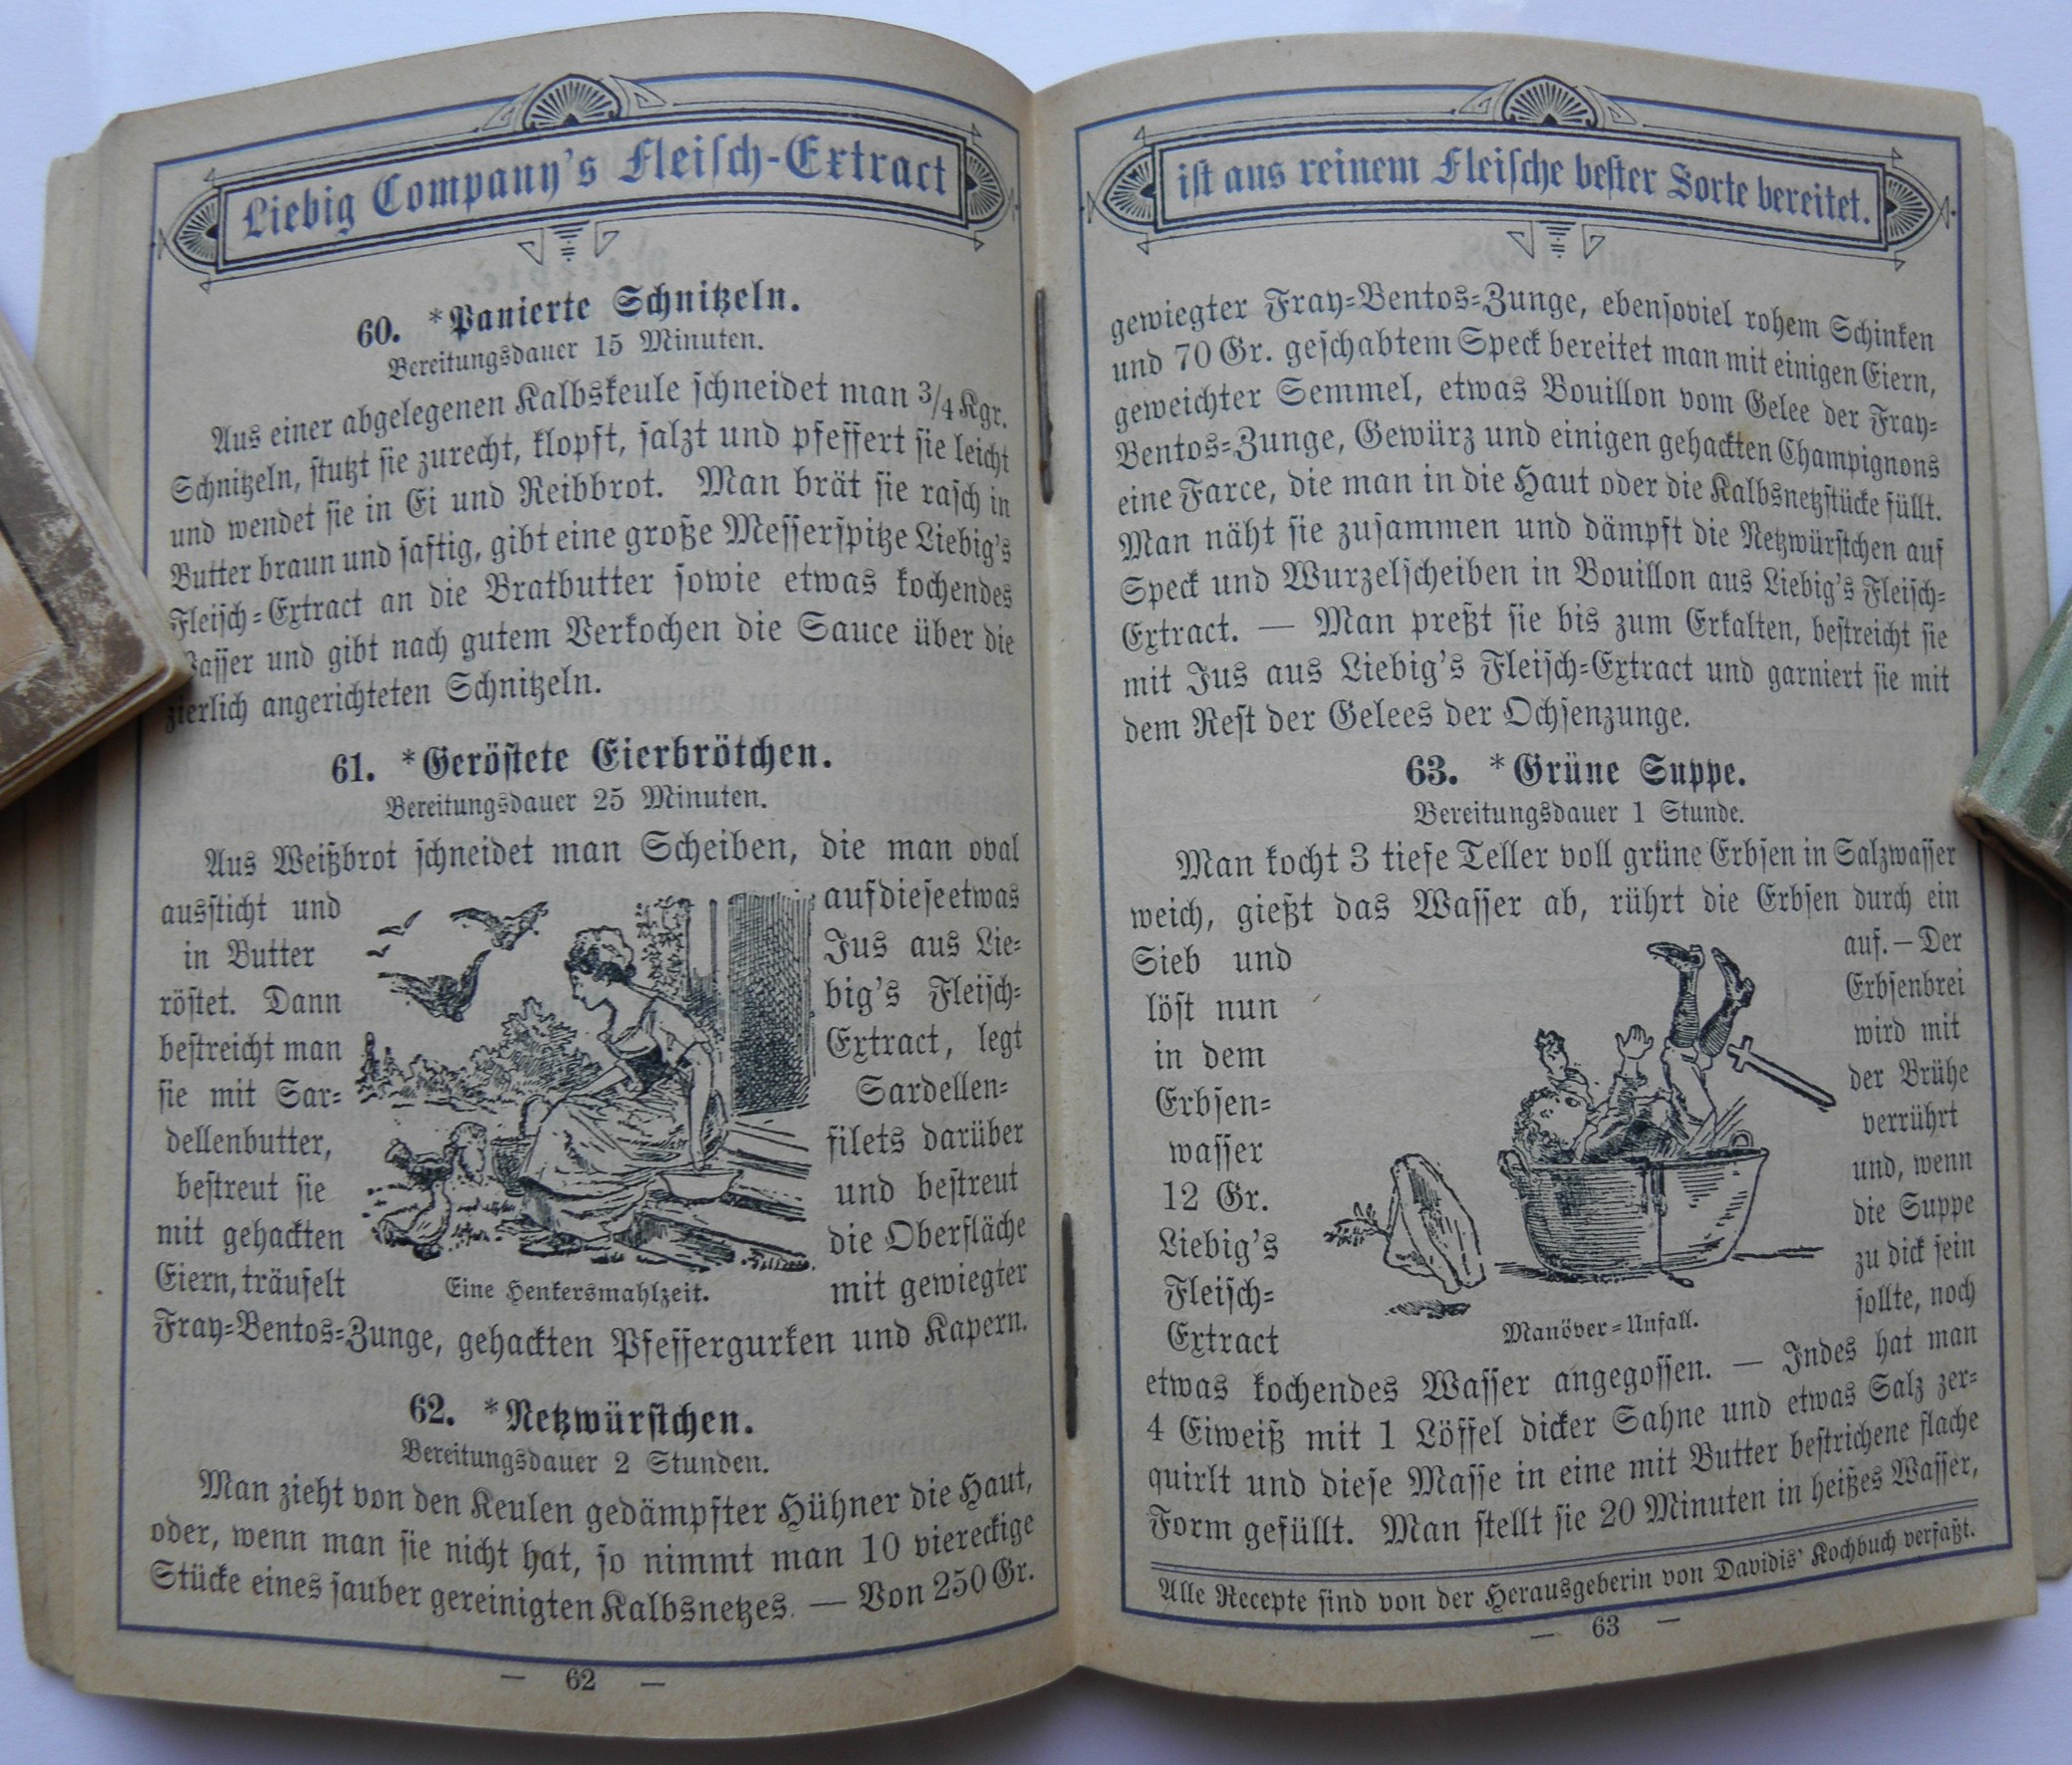 Liebig Company's Fleisch-Extract
60. *Panierte Schnitzeln.
Bereitungsdauer 15 Minuten.
Aus einer abgelegenen Kalbskeule schneidet man 3/4 Kgr.
Schnitzeln, stutzt sie zurecht, klopft, salzt und pfeffert sie leicht
und wendet sie in Ei und Reibbrot. Man brät sie rasch in
Butter braun und saftig, gibt eine große Messerspitze Liebig's
Fleisch-Extract an die Bratbutter sowie etwas kochendes
Wasser und gibt nach gutem Verkochen die Sauce über die
zierlich angerichteten Schnitzeln.
61. *Geröstete Eierbrötchen.
Bereitungsdauer 25 Minuten.
Aus Weißbrot schneidet man Scheiben, die man oval
aussticht und
in Butter
röstet. Dann
bestreicht man
sie mit Sar-
dellenbutter,
bestreut sie
mit gehackten
Eiern, träufelt
Eine Henkersmahlzeit.
auf diese etwas
Jus aus Lie-
big's Fleisch-
Extract, legt
Sardellen-
filets darüber
und bestreut
die Oberfläche
mit gewiegter
Fray-Bentos-Zunge, gehackten Pfeffergurken und Kapern.
62. *Netzwürstchen.
Bereitungsdauer 2 Stunden.
Man zieht von den Keulen gedämpfter Hühner die Haut,
oder, wenn man sie nicht hat, so nimmt man 10 viereckige
Stücke eines sauber gereinigten Kalbsnetzes. — Von 250 Gr.
— 62 —
ist aus reinem Fleische bester Sorte bereitet.
gewiegter Fray-Bentos-Zunge, ebensoviel rohem Schinken
und 70 Gr. geschabtem Speck bereitet man mit einigen Eiern,
geweichter Semmel, etwas Bouillon vom Gelee der Fray-
Bentos-Zunge, Gewürz und einigen gehackten Champignons
eine Farce, die man in die Haut oder die Kalbsnetzstücke füllt.
Man näht sie zusammen und dämpft die Netzwürstchen auf
Speck und Wurzelscheiben in Bouillon aus Liebig's Fleisch-
Extract. — Man preßt sie bis zum Erkalten, bestreicht sie
mit Jus aus Liebig's Fleisch-Extract und garniert sie mit
dem Rest der Gelees der Ochsenzunge.
63. *Grüne Suppe.
Bereitungsdauer 1 Stunde.
Man kocht 3 tiefe Teller voll grüne Erbsen in Salzwasser
weich, gießt das Wasser ab, rührt die Erbsen durch ein
Sieb und
löst nun
in dem
Erbsen-
wasser
12 Gr.
Liebig's
Fleisch-
Extract
Manöver-Unfall.
auf. — Der
Erbsenbrei
wird mit
der Brühe
verrührt
und, wenn
die Suppe
zu dick sein
sollte, noch
etwas kochendes Wasser angegossen. — Indes hat man
4 Eiweiß mit 1 Löffel dicker Sahne und etwas Salz zer-
quirlt und diese Masse in eine mit Butter bestrichene flache
Form gefüllt. Man stellt sie 20 Minuten in heißes Wasser,
Alle Recepte sind von der Herausgeberin von Davidis' Kochbuch verfaßt.
— 63 —